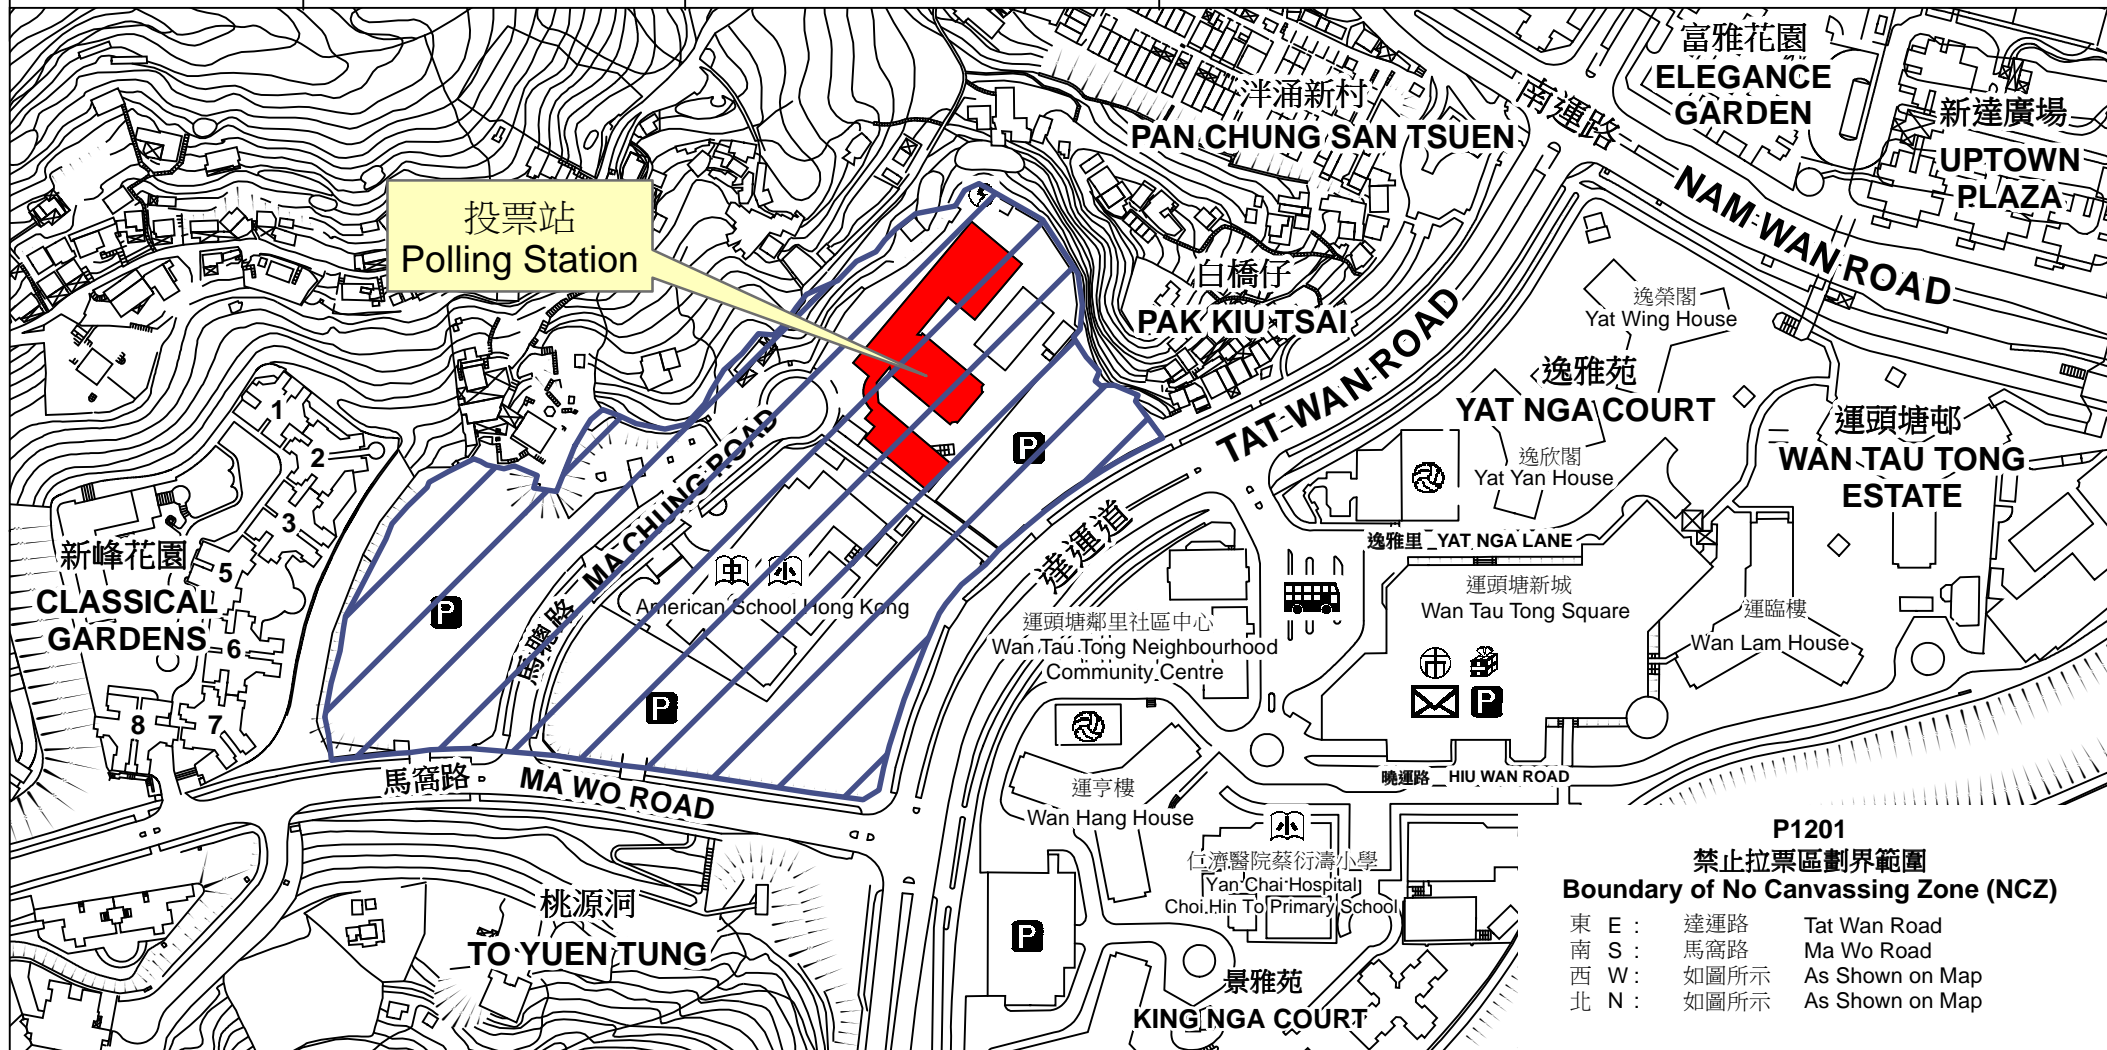 富雅花園
ELEGANCE
GARDEN
南運路
新達廣場
UPTOWN
PLAZA
泮涌新村
PAN CHUNG SAN TSUEN
NAM WAN ROAD
投票站
Polling Station
白橋仔
PAK KIU TSAI
TAT WAN ROAD
逸榮閣
Yat Wing House
逸雅苑
YAT NGA COURT
逸欣閣
Yat Yan House
運頭塘邨
WAN TAU TONG
ESTATE
1
2
3
5
6
7
8
新峰花園
CLASSICAL
GARDENS
MA CHUNG ROAD
馬聰路
P
P
P
中
小
American School Hong Kong
達運道
逸雅里 YAT NGA LANE
運頭塘新城
Wan Tau Tong Square
市
P
運臨樓
Wan Lam House
運頭塘鄰里社區中心
Wan Tau Tong Neighbourhood
Community Centre
馬窩路
MA WO ROAD
運亨樓
Wan Hang House
曉運路 HIU WAN ROAD
小
仁濟醫院蔡衍濤小學
Yan Chai Hospital
Choi Hin To Primary School
P
桃源洞
TO YUEN TUNG
景雅苑
KING NGA COURT
P1201
禁止拉票區劃界範圍
Boundary of No Canvassing Zone (NCZ)
東 E : 達運路 Tat Wan Road
南 S : 馬窩路 Ma Wo Road
西 W : 如圖所示 As Shown on Map
北 N : 如圖所示 As Shown on Map